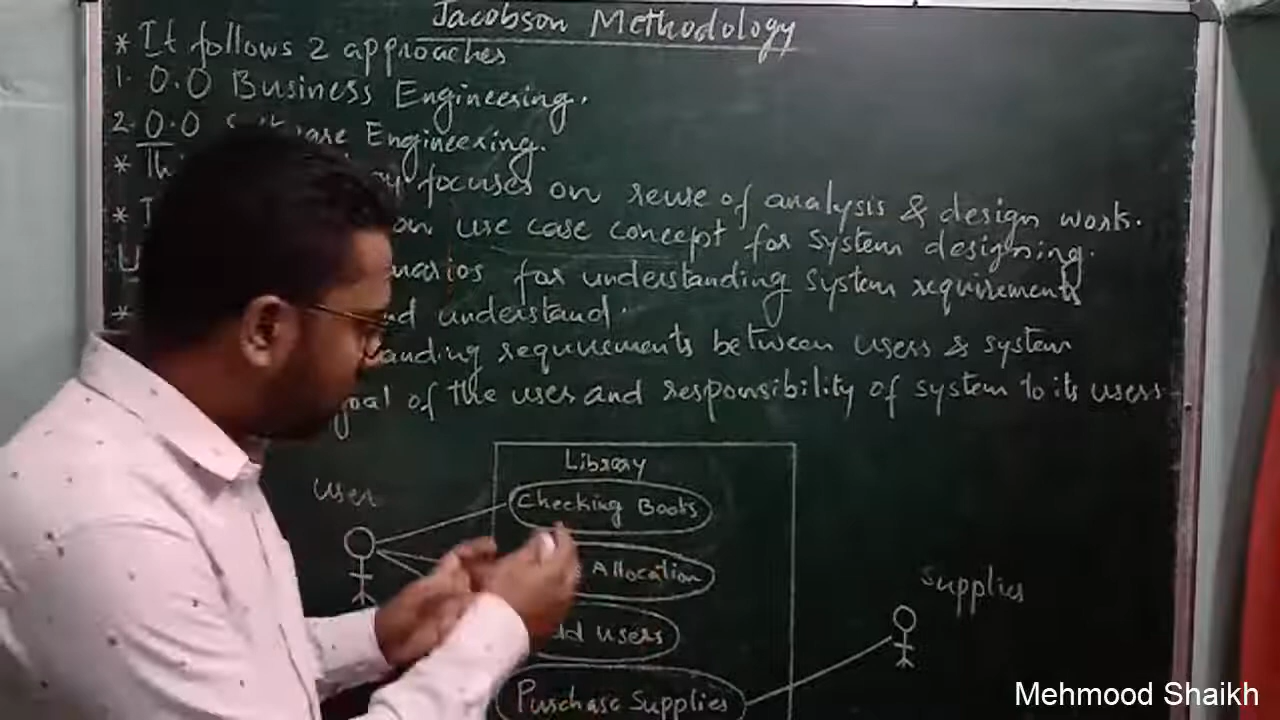 Jacobson Methodology
* It follows 2 approaches
1. O.O Business Engineering.
2. O.O Engineering.
* focuses on reuse of analysis & design work.
* on use case concept for system designing.
for understanding system requirements
understand.
requirements between users & system
goal of the user and responsibility of system to its users
Library
user
Checking Books
Allocation
Supplies
users
Purchase Supplies
Mehmood Shaikh